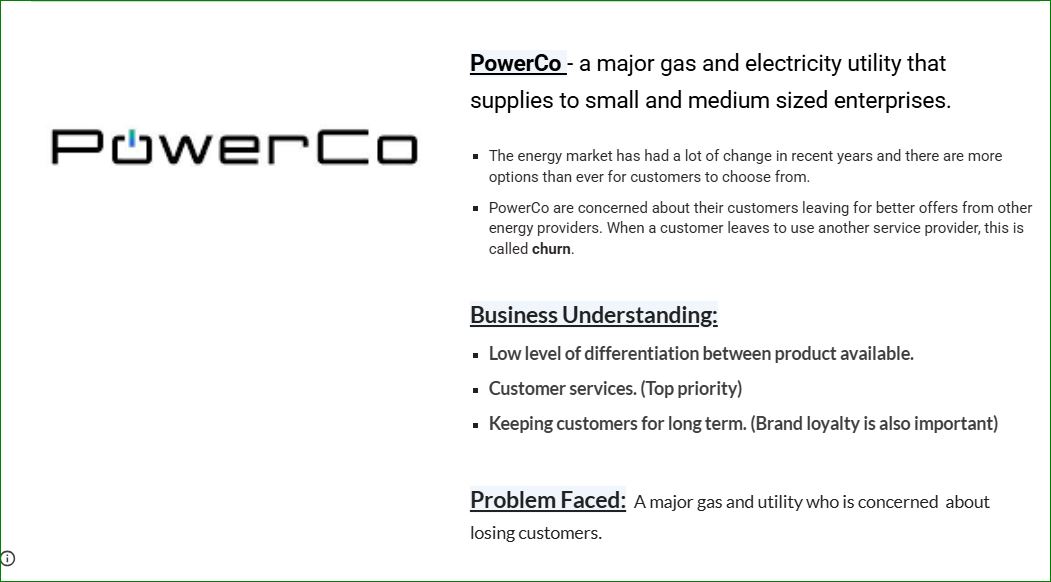 PowerCo
PowerCo - a major gas and electricity utility that
supplies to small and medium sized enterprises.
▪ The energy market has had a lot of change in recent years and there are more
options than ever for customers to choose from.
▪ PowerCo are concerned about their customers leaving for better offers from other
energy providers. When a customer leaves to use another service provider, this is
called churn.
Business Understanding:
▪ Low level of differentiation between product available.
▪ Customer services. (Top priority)
▪ Keeping customers for long term. (Brand loyalty is also important)
Problem Faced: A major gas and utility who is concerned about
losing customers.